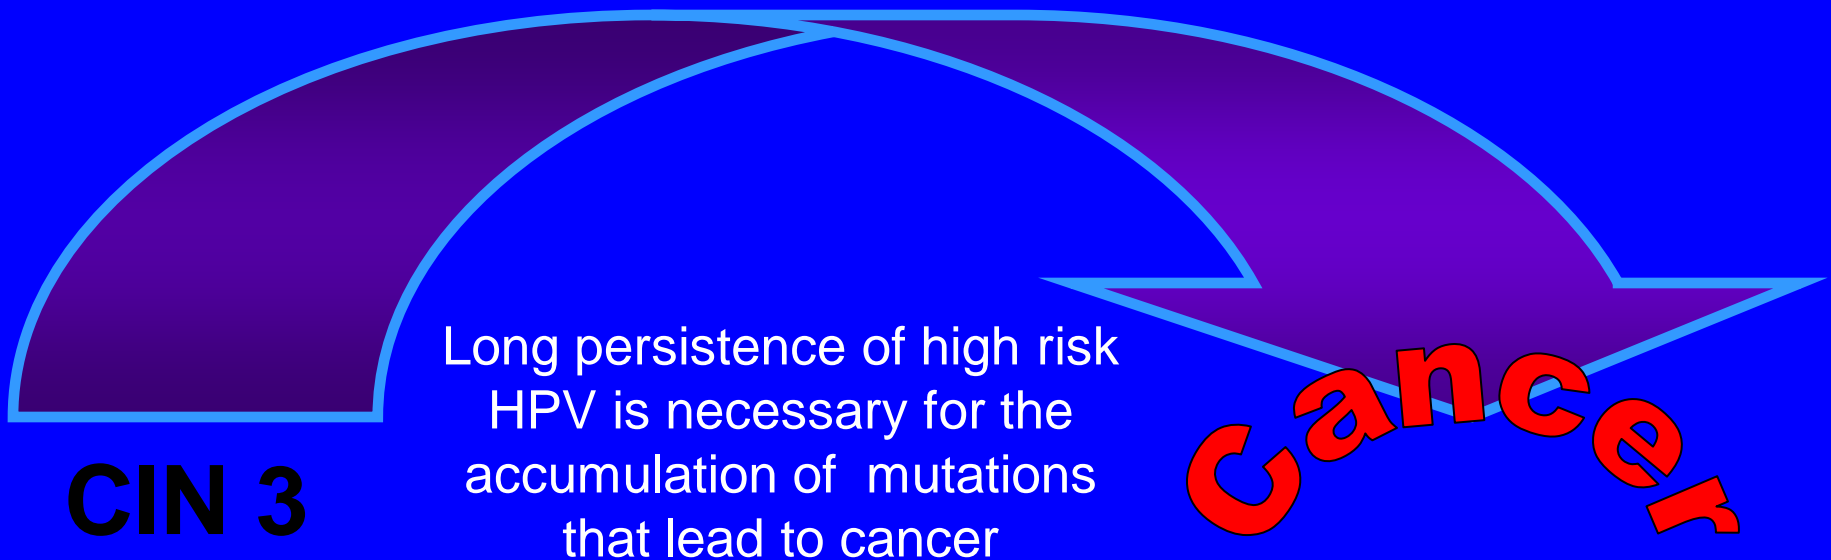 CIN 3
Long persistence of high risk
HPV is necessary for the
accumulation of  mutations
that lead to cancer
Cancer